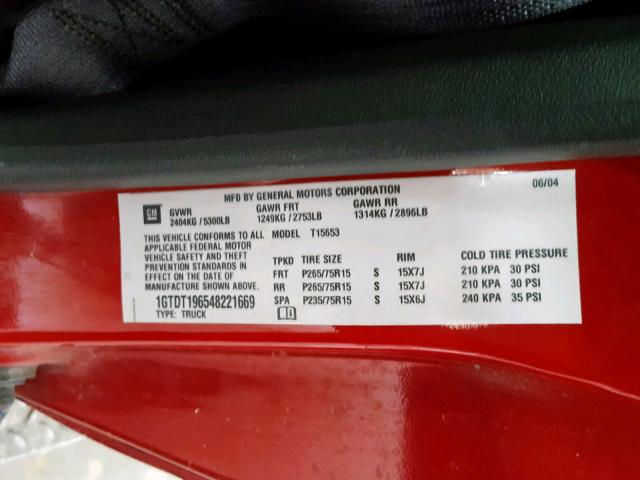 MFD BY GENERAL MOTORS CORPORATION 06/04
GM GVWR GAWR FRT GAWR RR
2404KG / 5300LB 1249KG / 2753LB 1314KG / 2896LB
THIS VEHICLE CONFORMS TO ALL MODEL T15653
APPLICABLE FEDERAL MOTOR
VEHICLE SAFETY AND THEFT
PREVENTION STANDARDS IN
EFFECT ON THE DATE OF
MANUFACTURE SHOWN ABOVE.
1GTDT196548221669
TYPE: TRUCK
TPKD TIRE SIZE RIM COLD TIRE PRESSURE
FRT P265/75R15 S 15X7J 210 KPA 30 PSI
RR P265/75R15 S 15X7J 210 KPA 30 PSI
SPA P235/75R15 S 15X6J 240 KPA 35 PSI